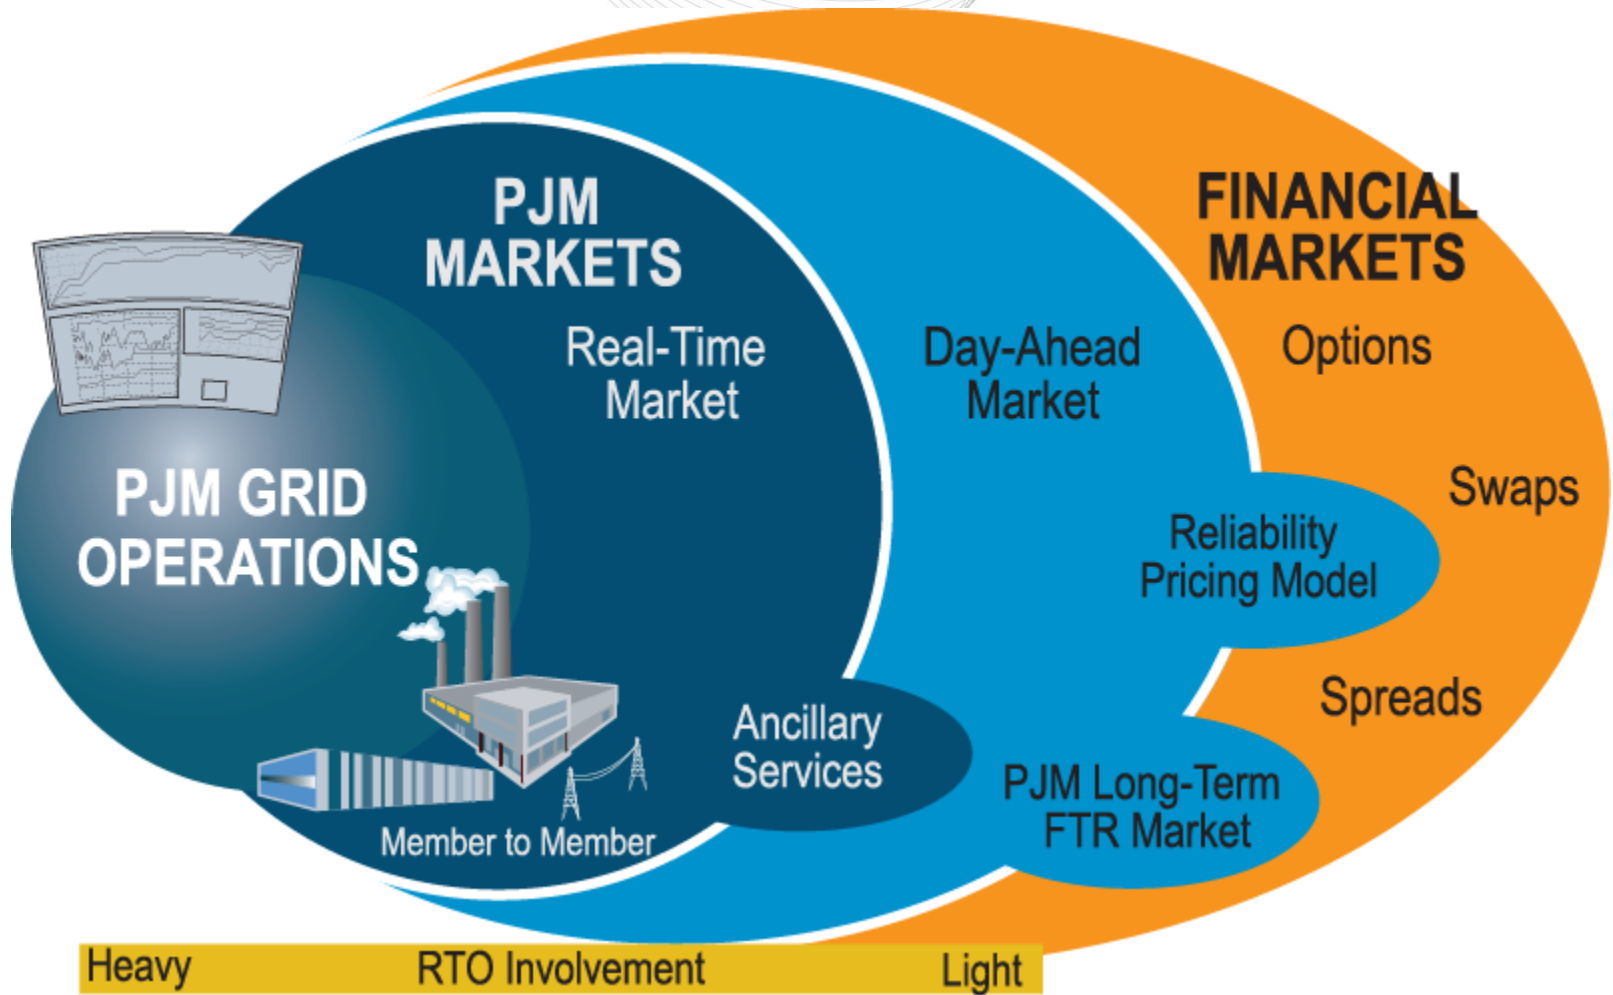 PJM
MARKETS
FINANCIAL
MARKETS
Real-Time
Market
Day-Ahead
Market
Options
PJM GRID
OPERATIONS
Swaps
Reliability
Pricing Model
Spreads
Ancillary
Services
PJM Long-Term
FTR Market
Member to Member
Heavy RTO Involvement Light